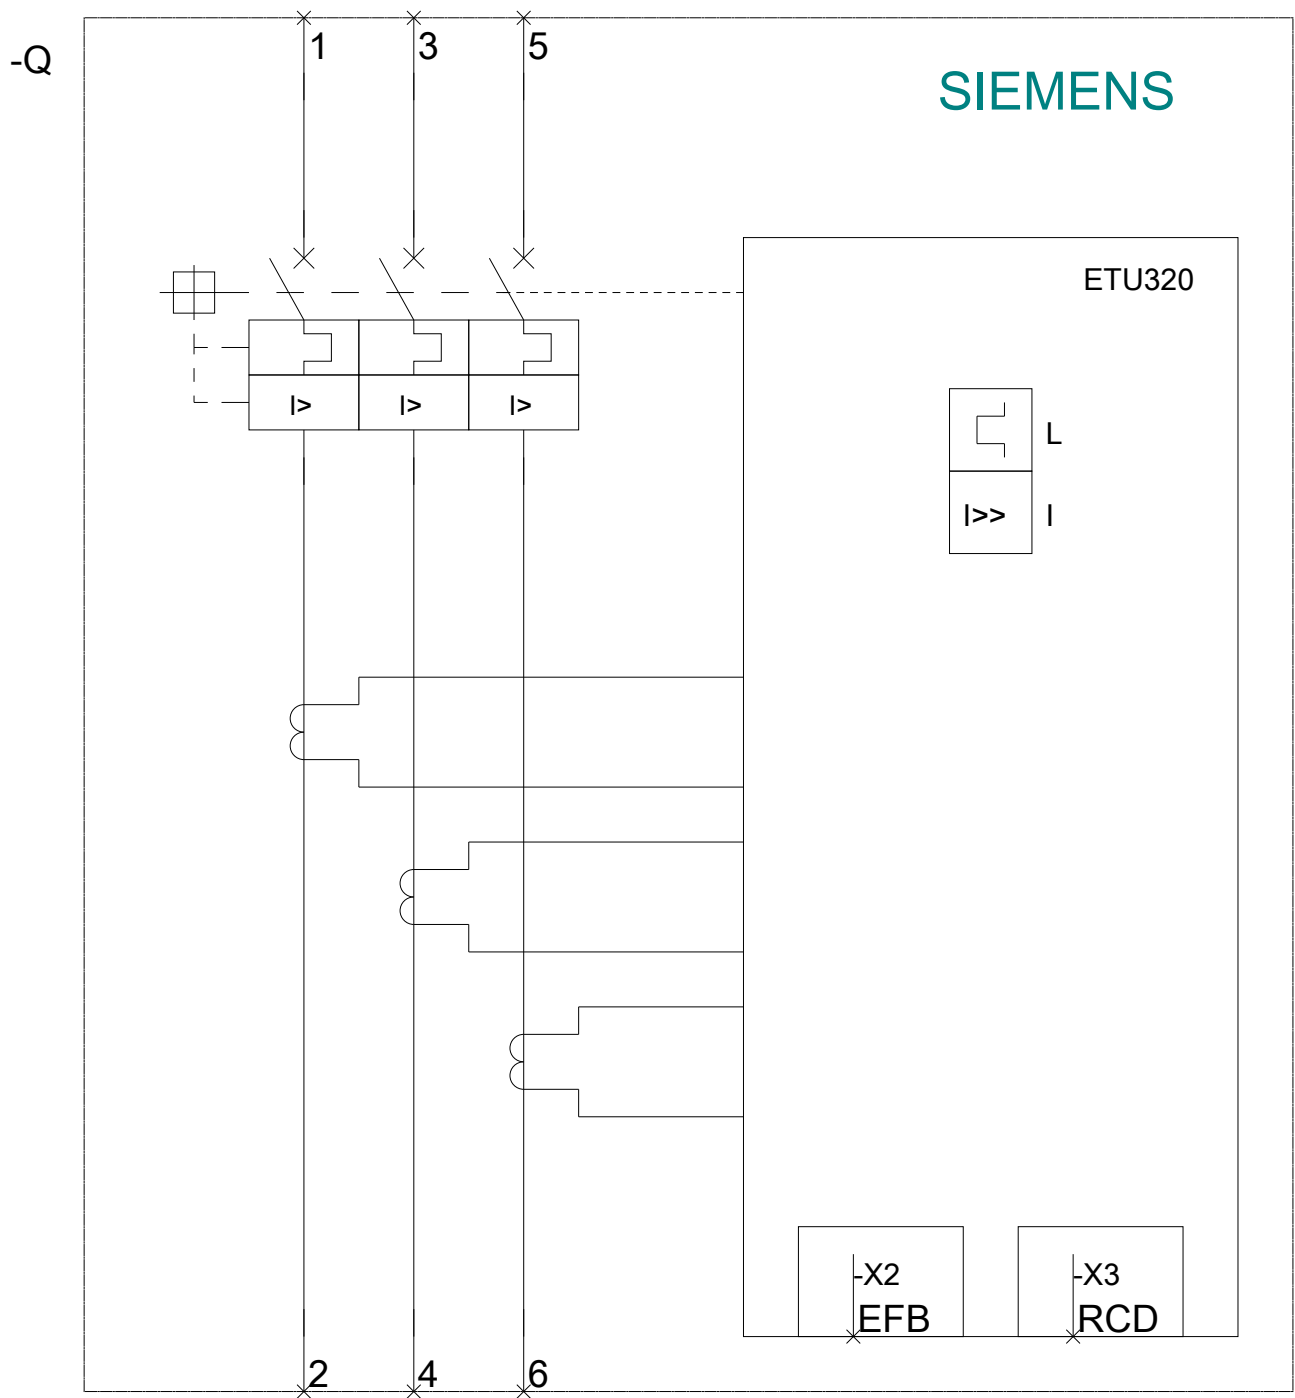 -Q
1 3 5
SIEMENS
ETU320
I> I> I>
L
I>> I
-X2 -X3
EFB RCD
2 4 6